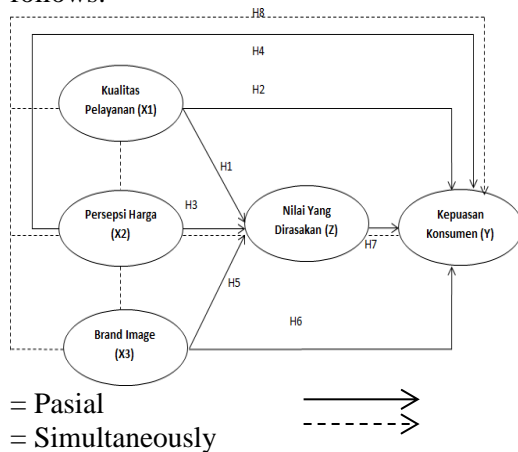 follows:
H8
H4
Kualitas
Pelayanan (X1)
H2
H1
Persepsi Harga
(X2)
H3
Nilai Yang
Dirasakan (Z)
Kepuasan
Konsumen (Y)
H7
H5
H6
Brand Image
(X3)
= Pasial
= Simultaneously